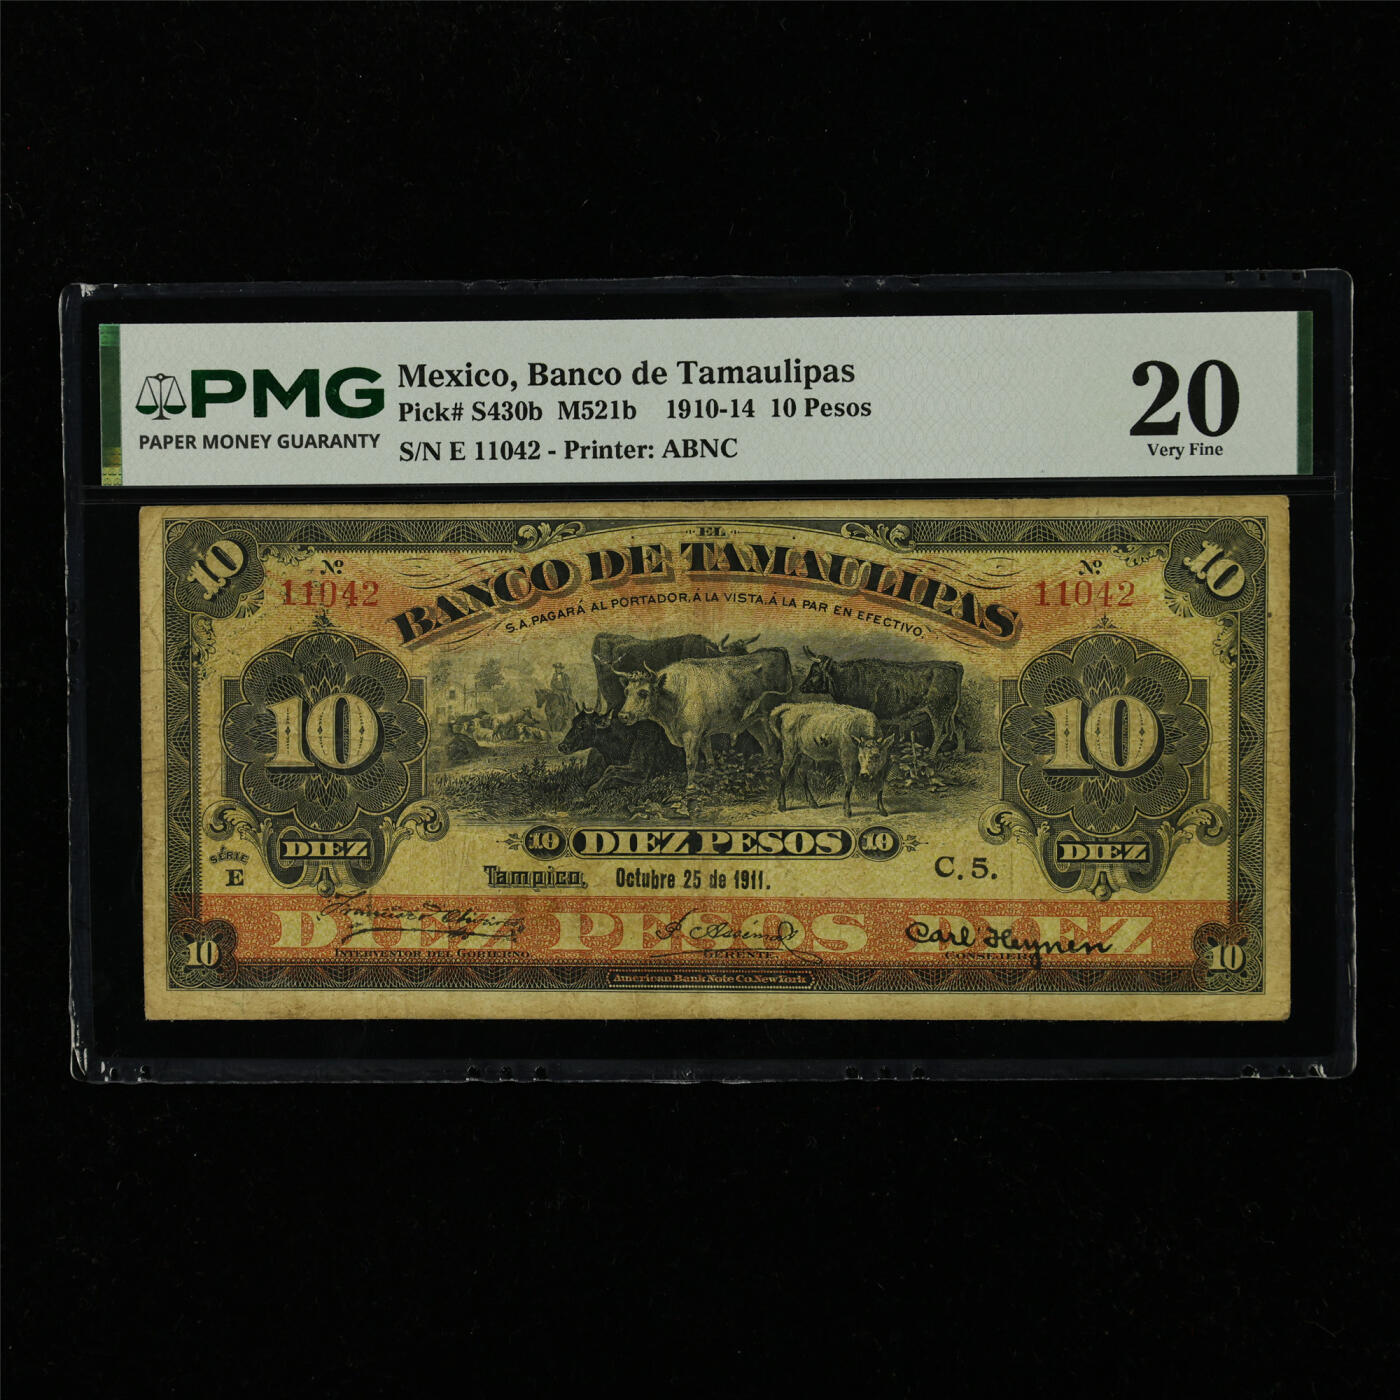 PMG
PAPER MONEY GUARANTY
Mexico, Banco de Tamaulipas
Pick# S430b M521b 1910-14 10 Pesos
S/N E 11042 - Printer: ABNC
20
Very Fine
10
EL
10
BANCO DE TAMAULIPAS
S.A. PAGARÁ AL PORTADOR, Á LA VISTA, Á LA PAR EN EFECTIVO.
Nº 11042
Nº 11042
10
10
DIEZ
10 DIEZ PESOS 10
DIEZ
SÉRIE
E
Tampico, Octubre 25 de 1911.
C. 5.
DIEZ PESOS DIEZ
Carl Heynen
10
INTERVENTOR DEL GOBIERNO
GERENTE
CONSEJERO
10
American Bank Note Co. New York